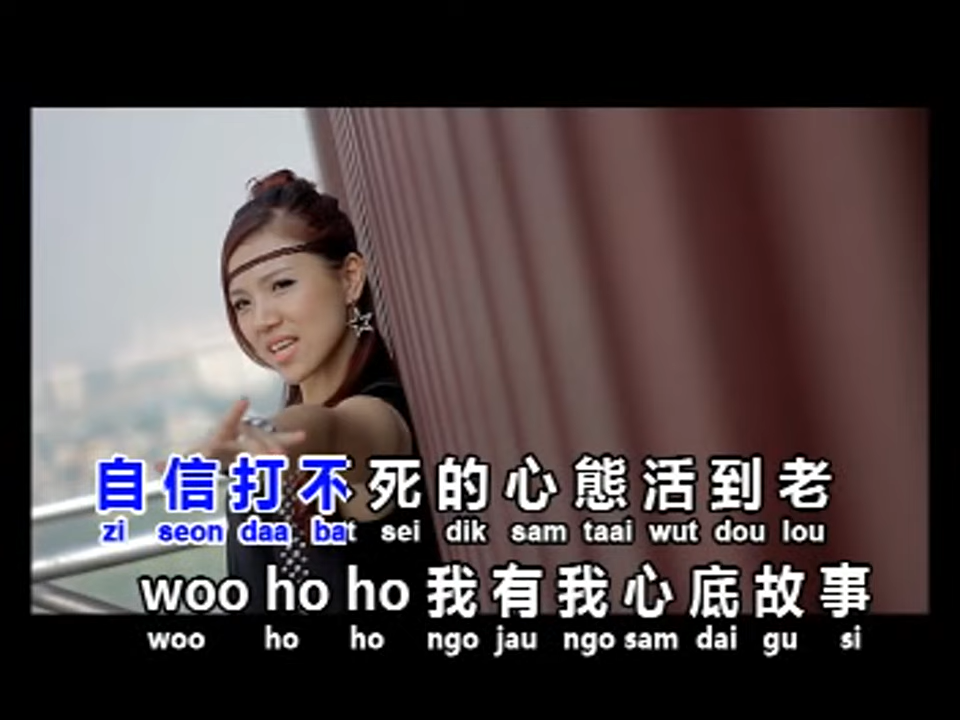 自信打不死的心態活到老
zi seon daa bat sei dik sam taai wut dou lou
woo ho ho 我有我心底故事
woo ho ho ngo jau ngo sam dai gu si